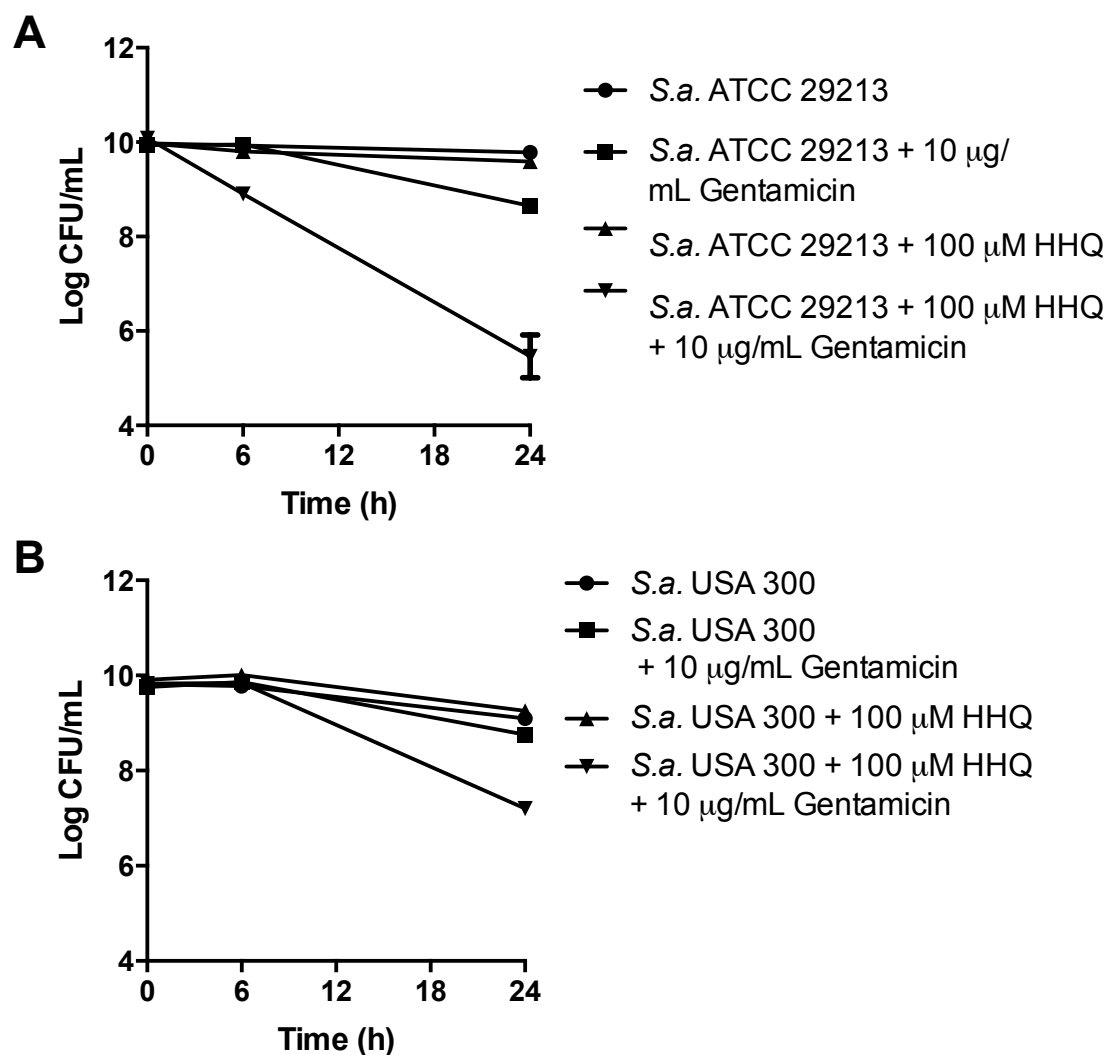 A
12
10
8
6
4
Log CFU/mL
0
6
12
18
24
Time (h)
S.a. ATCC 29213
S.a. ATCC 29213 + 10 μg/
mL Gentamicin
S.a. ATCC 29213 + 100 μM HHQ
S.a. ATCC 29213 + 100 μM HHQ
+ 10 μg/mL Gentamicin
B
12
10
8
6
4
Log CFU/mL
0
6
12
18
24
Time (h)
S.a. USA 300
S.a. USA 300
+ 10 μg/mL Gentamicin
S.a. USA 300 + 100 μM HHQ
S.a. USA 300 + 100 μM HHQ
+ 10 μg/mL Gentamicin